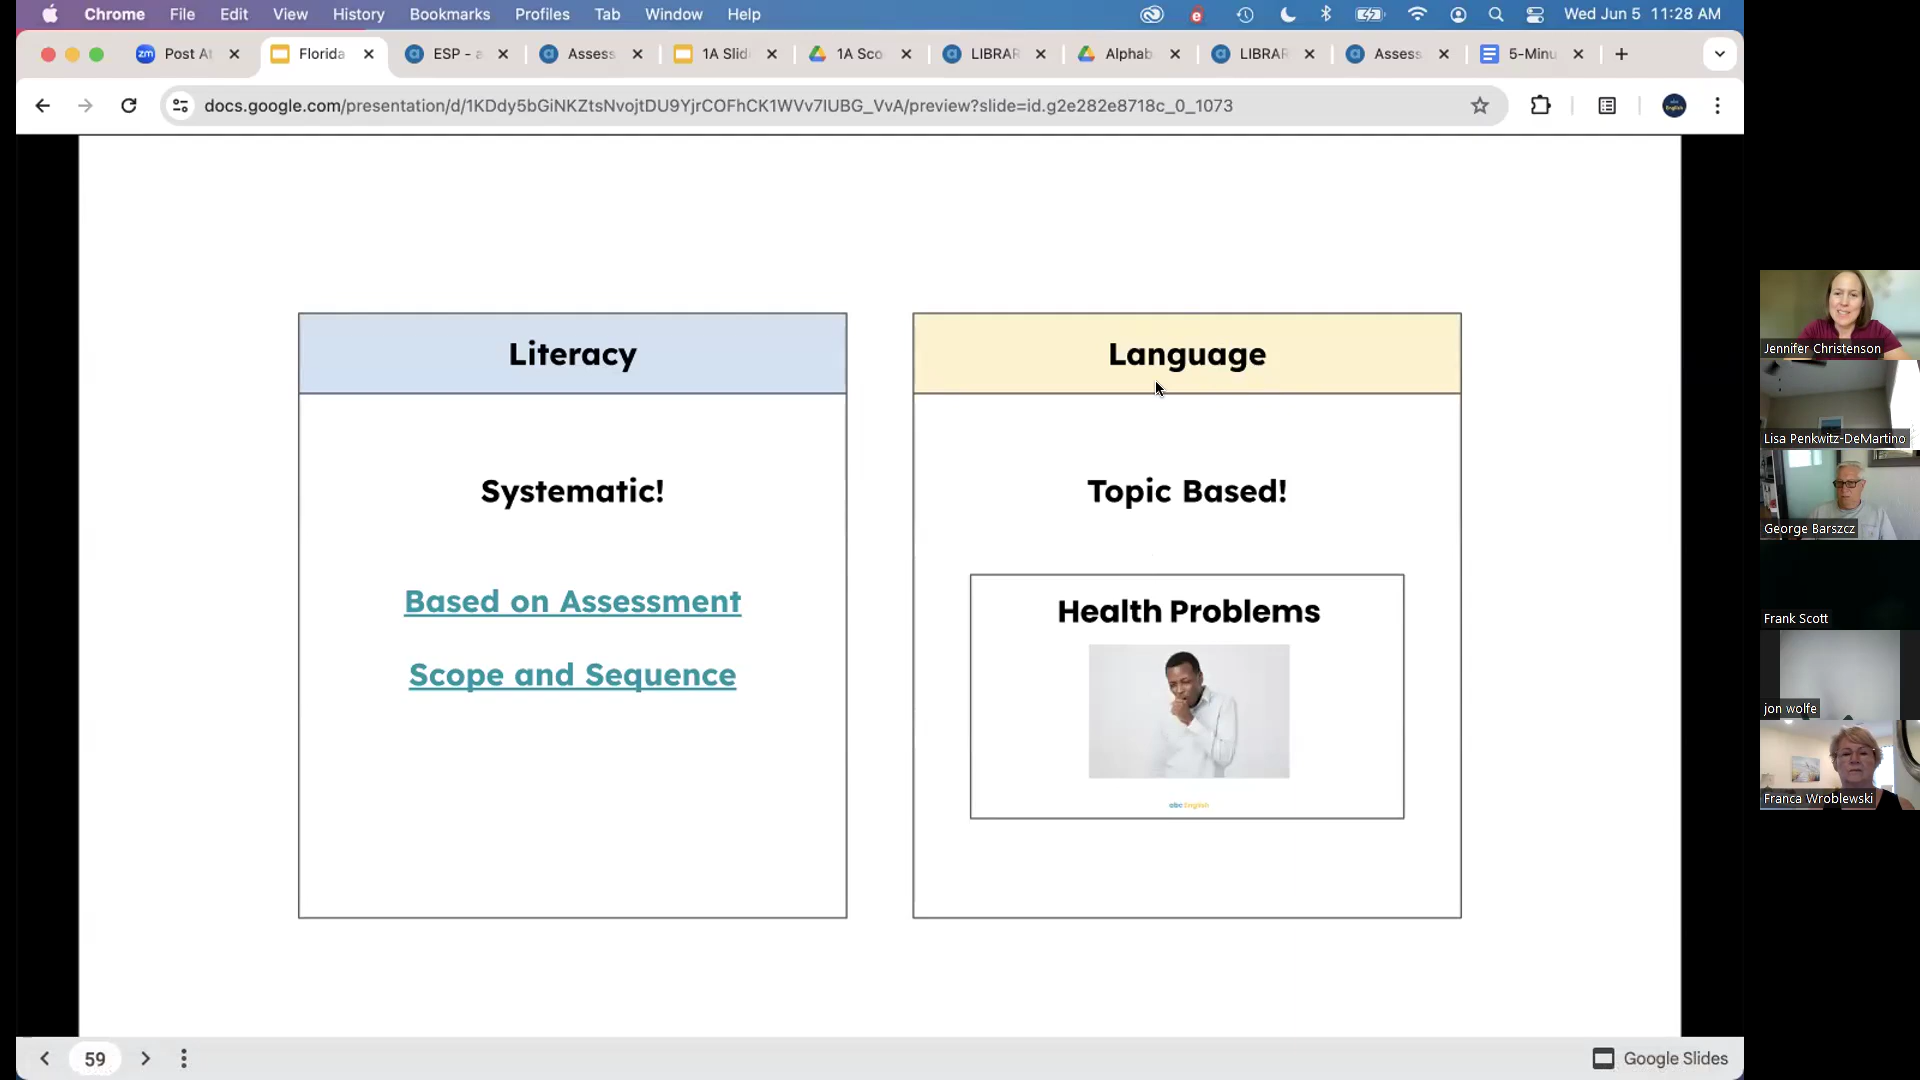 Chrome File Edit View History Bookmarks Profiles Tab Window Help Wed Jun 5 11:28 AM
Post At Florida ESP - a Assess 1A Slid 1A Sco LIBRAR Alphab LIBRAR Assess 5-Minu
docs.google.com/presentation/d/1KDdy5bGiNKZtsNvojtDU9YjrCOFhCK1WVv7lUBG_VvA/preview?slide=id.g2e282e8718c_0_1073
Literacy
Systematic!
Based on Assessment
Scope and Sequence
Language
Topic Based!
Health Problems
abc English
Jennifer Christenson
Lisa Penkwitz-DeMartino
George Barszcz
Frank Scott
jon wolfe
Franca Wroblewski
59
Google Slides